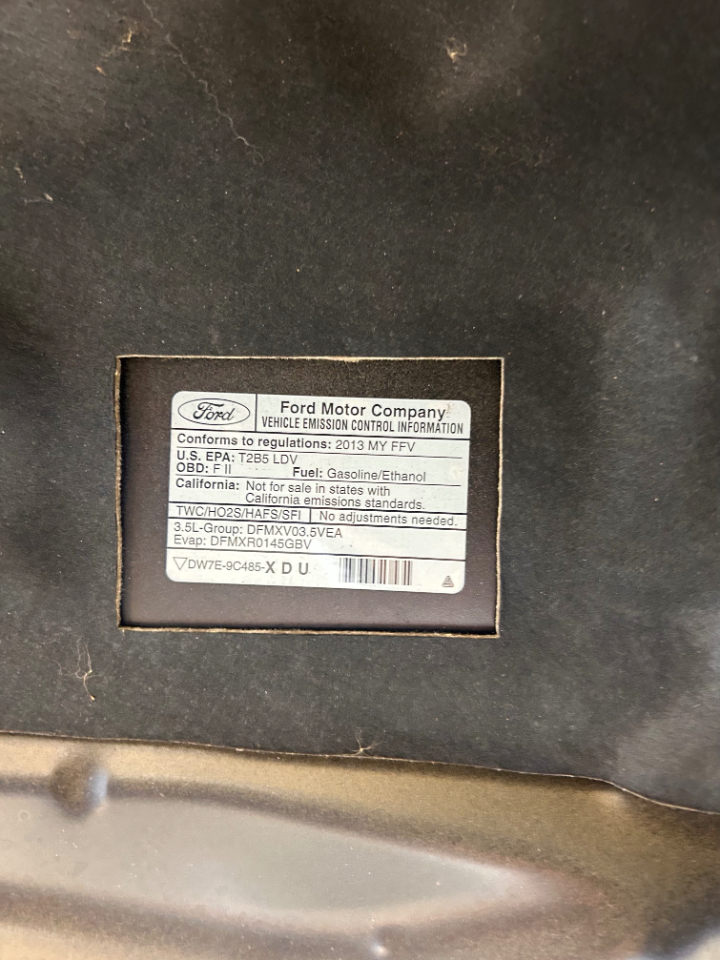 Ford
Ford Motor Company
VEHICLE EMISSION CONTROL INFORMATION
Conforms to regulations: 2013 MY FFV
U.S. EPA: T2B5 LDV
OBD: F II Fuel: Gasoline/Ethanol
California: Not for sale in states with
California emissions standards.
TWC/HO2S/HAFS/SFI No adjustments needed.
3.5L-Group: DFMXV03.5VEA
Evap: DFMXR0145GBV
DW7E-9C485-X D U